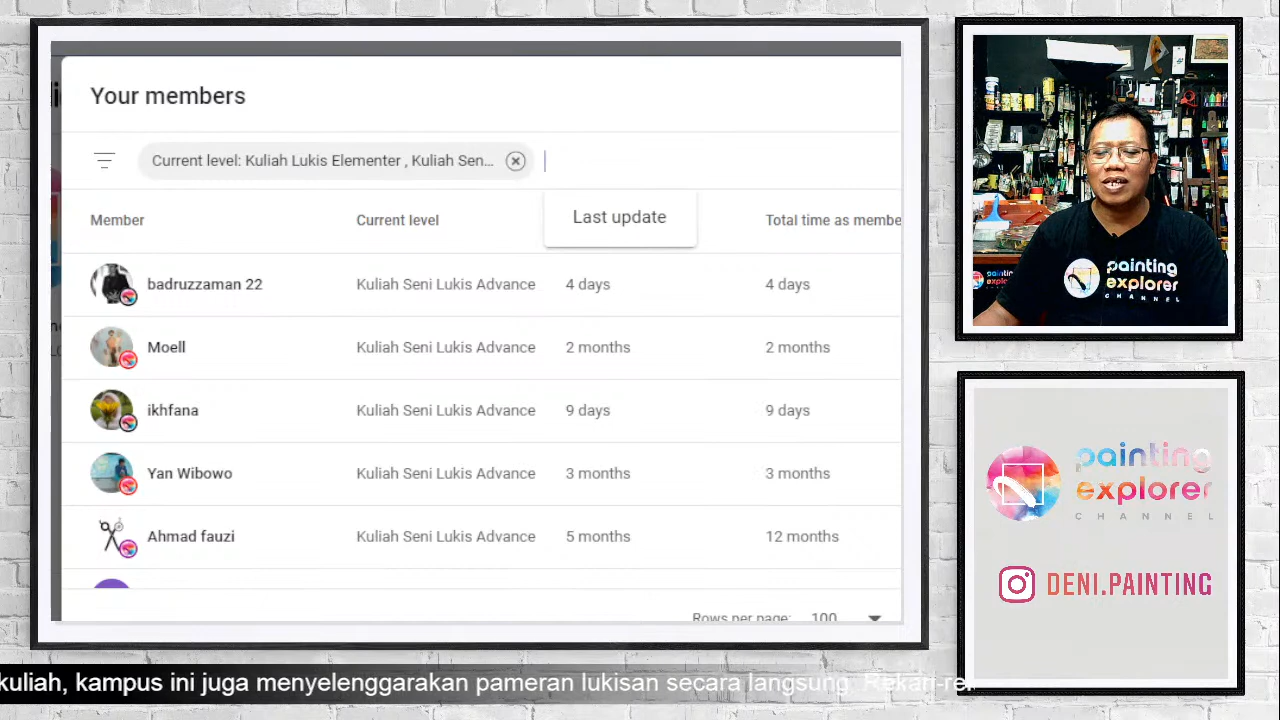 Your members
Current level: Kuliah Lukis Elementer , Kuliah Sen...
Member Current level Last update Total time as membe
badruzzaman 22 Kuliah Seni Lukis Advance 4 days 4 days
Moell Kuliah Seni Lukis Advance 2 months 2 months
ikhfana Kuliah Seni Lukis Advance 9 days 9 days
Yan Wibowo Kuliah Seni Lukis Advance 3 months 3 months
Ahmad fauzi Kuliah Seni Lukis Advance 5 months 12 months
Rows per page: 100
painting
explorer
CHANNEL
painting
explorer
CHANNEL
DENI.PAINTING
kuliah, kampus ini juga menyelenggarakan pameran lukisan secara langsung.